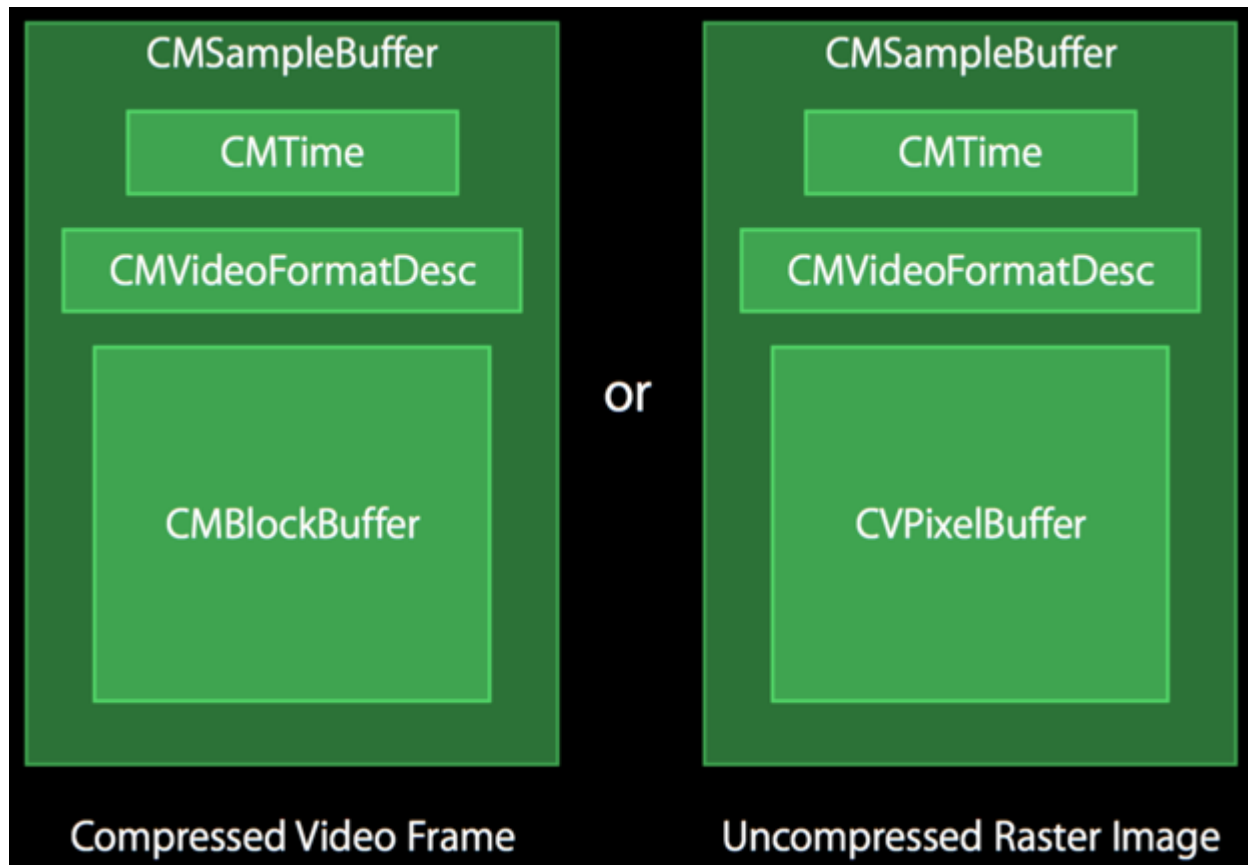 CMSampleBuffer
CMTime
CMVideoFormatDesc
CMBlockBuffer
Compressed Video Frame
or
CMSampleBuffer
CMTime
CMVideoFormatDesc
CVPixelBuffer
Uncompressed Raster Image